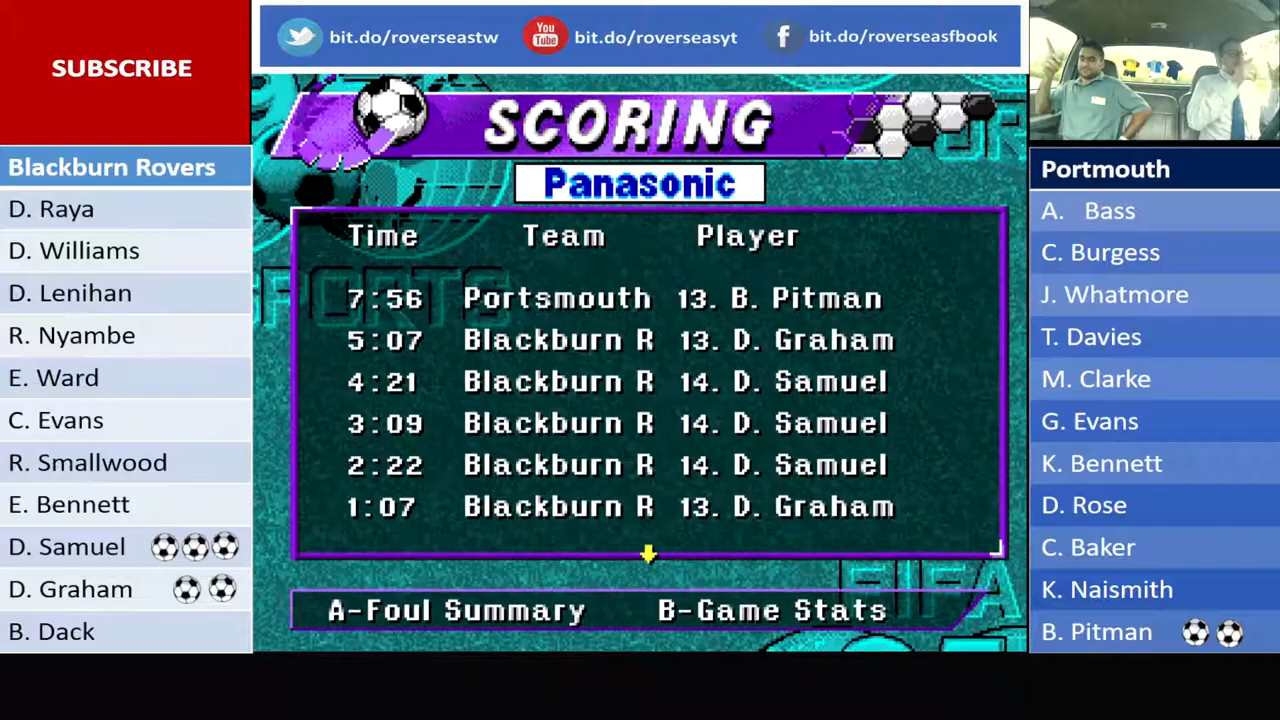 SUBSCRIBE
bit.do/roverseastw
You
Tube
bit.do/roverseasyt
f
bit.do/roverseasfbook
SCORING
Panasonic
Time Team Player
7:56 Portsmouth 13. B. Pitman
5:07 Blackburn R 13. D. Graham
4:21 Blackburn R 14. D. Samuel
3:09 Blackburn R 14. D. Samuel
2:22 Blackburn R 14. D. Samuel
1:07 Blackburn R 13. D. Graham
A-Foul Summary B-Game Stats
Blackburn Rovers
D. Raya
D. Williams
D. Lenihan
R. Nyambe
E. Ward
C. Evans
R. Smallwood
E. Bennett
D. Samuel
D. Graham
B. Dack
Portmouth
A. Bass
C. Burgess
J. Whatmore
T. Davies
M. Clarke
G. Evans
K. Bennett
D. Rose
C. Baker
K. Naismith
B. Pitman
FIFA